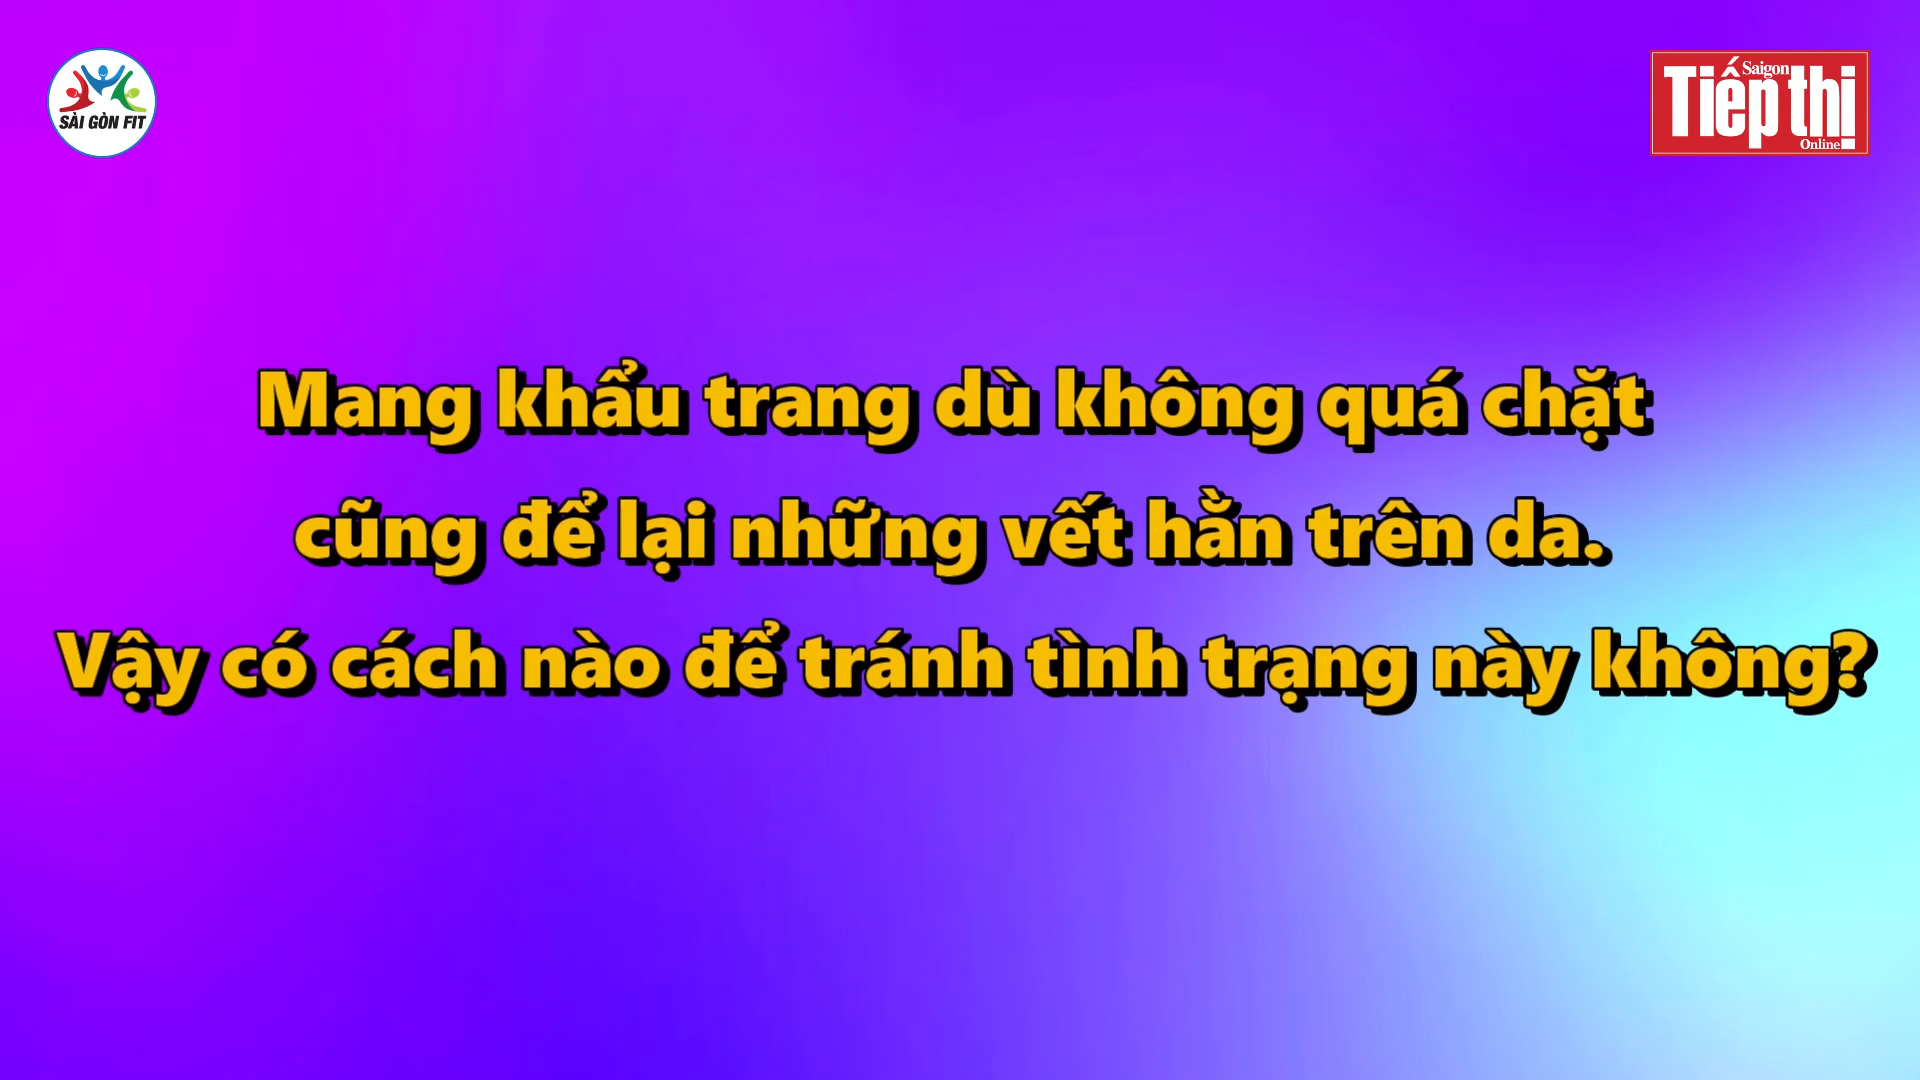 SÀI GÒN FIT
Saigon
Tiếp thị
Online
Mang khẩu trang dù không quá chặt
cũng để lại những vết hằn trên da.
Vậy có cách nào để tránh tình trạng này không?